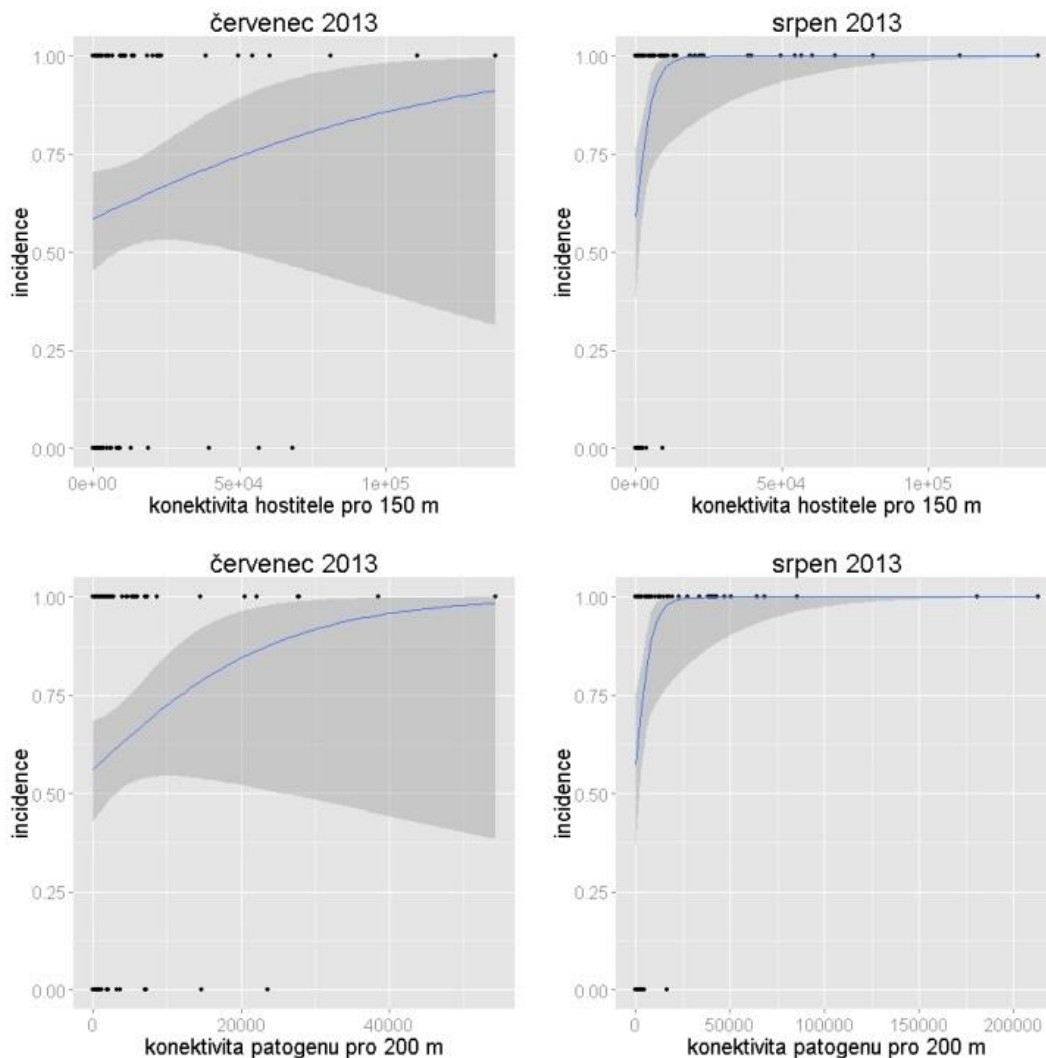 červenec 2013
srpen 2013
incidence
1.00
0.75
0.50
0.25
0.00
0e+00
5e+04
1e+05
konektivita hostitele pro 150 m
incidence
1.00
0.75
0.50
0.25
0.00
0e+00
5e+04
1e+05
konektivita hostitele pro 150 m
červenec 2013
srpen 2013
incidence
1.00
0.75
0.50
0.25
0.00
0
20000
40000
konektivita patogenu pro 200 m
incidence
1.00
0.75
0.50
0.25
0.00
0
50000
100000
150000
200000
konektivita patogenu pro 200 m